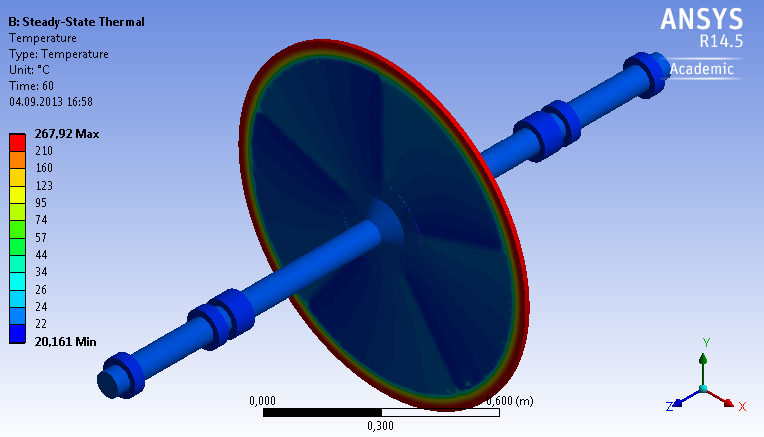 B: Steady-State Thermal
Temperature
Type: Temperature
Unit: °C
Time: 60
04.09.2013 16:58
267,92 Max
210
160
123
95
74
57
44
34
26
24
22
20,161 Min
ANSYS
R14.5
Academic
0,000
0,600 (m)
0,300
Y
Z
X